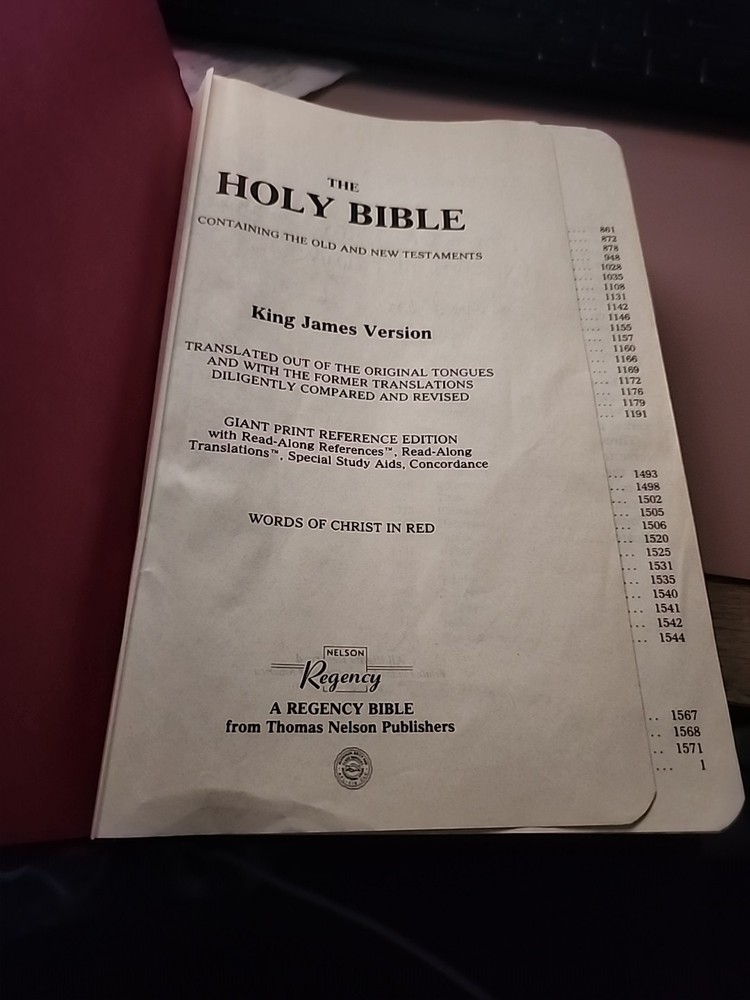 THE
HOLY BIBLE
CONTAINING THE OLD AND NEW TESTAMENTS
King James Version
TRANSLATED OUT OF THE ORIGINAL TONGUES
AND WITH THE FORMER TRANSLATIONS
DILIGENTLY COMPARED AND REVISED
GIANT PRINT REFERENCE EDITION
with Read-Along References™, Read-Along
Translations™, Special Study Aids, Concordance
WORDS OF CHRIST IN RED
NELSON
Regency
A REGENCY BIBLE
from Thomas Nelson Publishers
.... 861
.... 872
.... 878
.... 948
.... 1028
.... 1035
.... 1108
.... 1131
.... 1142
.... 1146
.... 1155
.... 1157
.... 1160
.... 1166
.... 1169
.... 1172
.... 1176
.... 1179
.... 1191
... 1493
... 1498
... 1502
... 1505
... 1506
... 1520
... 1525
... 1531
... 1535
... 1540
... 1541
... 1542
... 1544
.. 1567
.. 1568
.. 1571
... 1